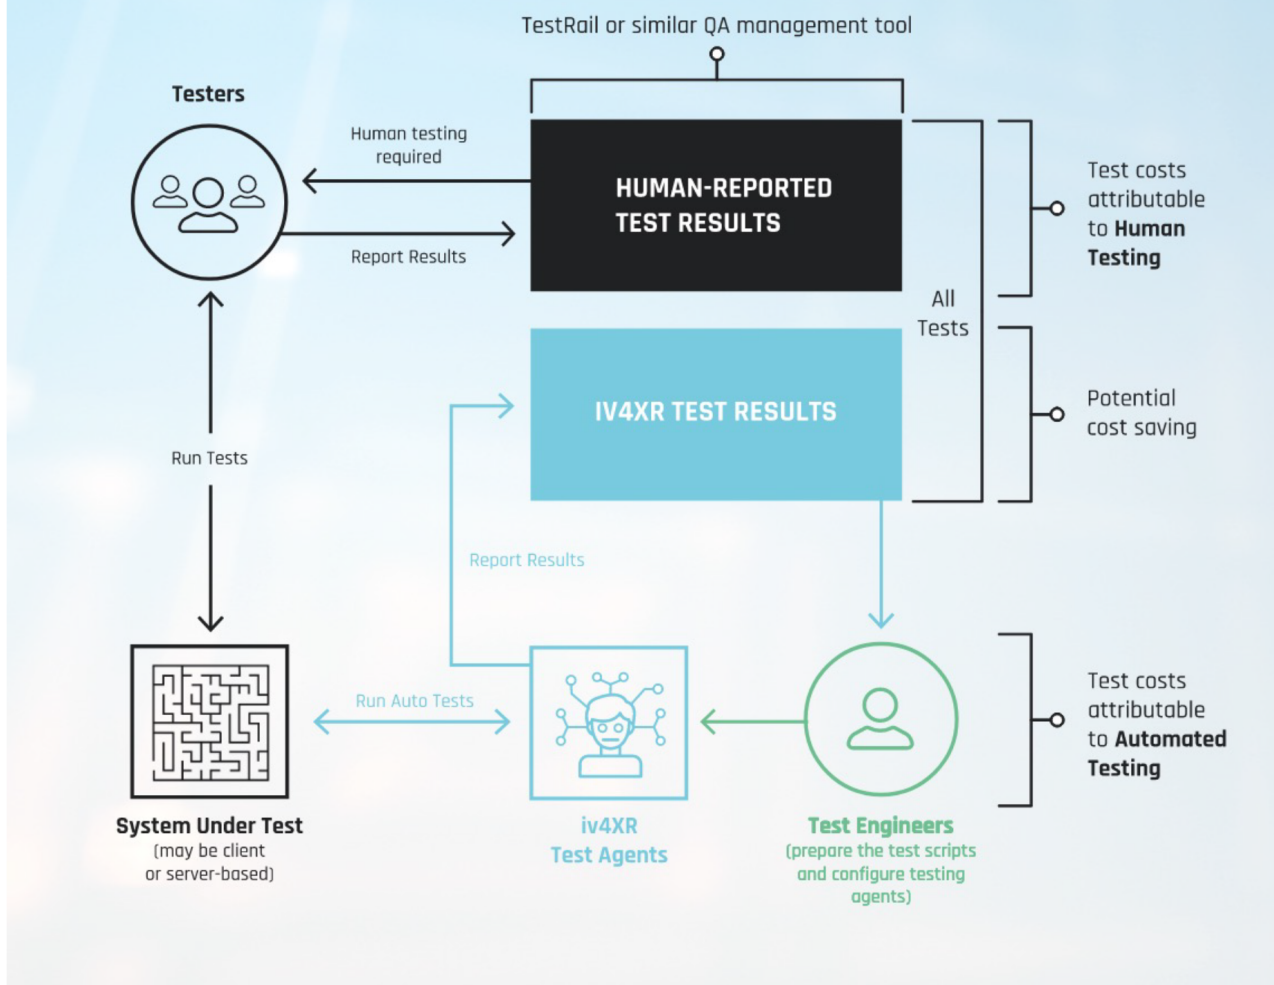 TestRail or similar QA management tool
Testers
Human testing
required
HUMAN-REPORTED
TEST RESULTS
Test costs
attributable
to Human
Testing
Report Results
All
Tests
IV4XR TEST RESULTS
Potential
cost saving
Run Tests
Report Results
Run Auto Tests
Test costs
attributable
to Automated
Testing
System Under Test
(may be client
or server-based)
iv4XR
Test Agents
Test Engineers
(prepare the test scripts
and configure testing
agents)